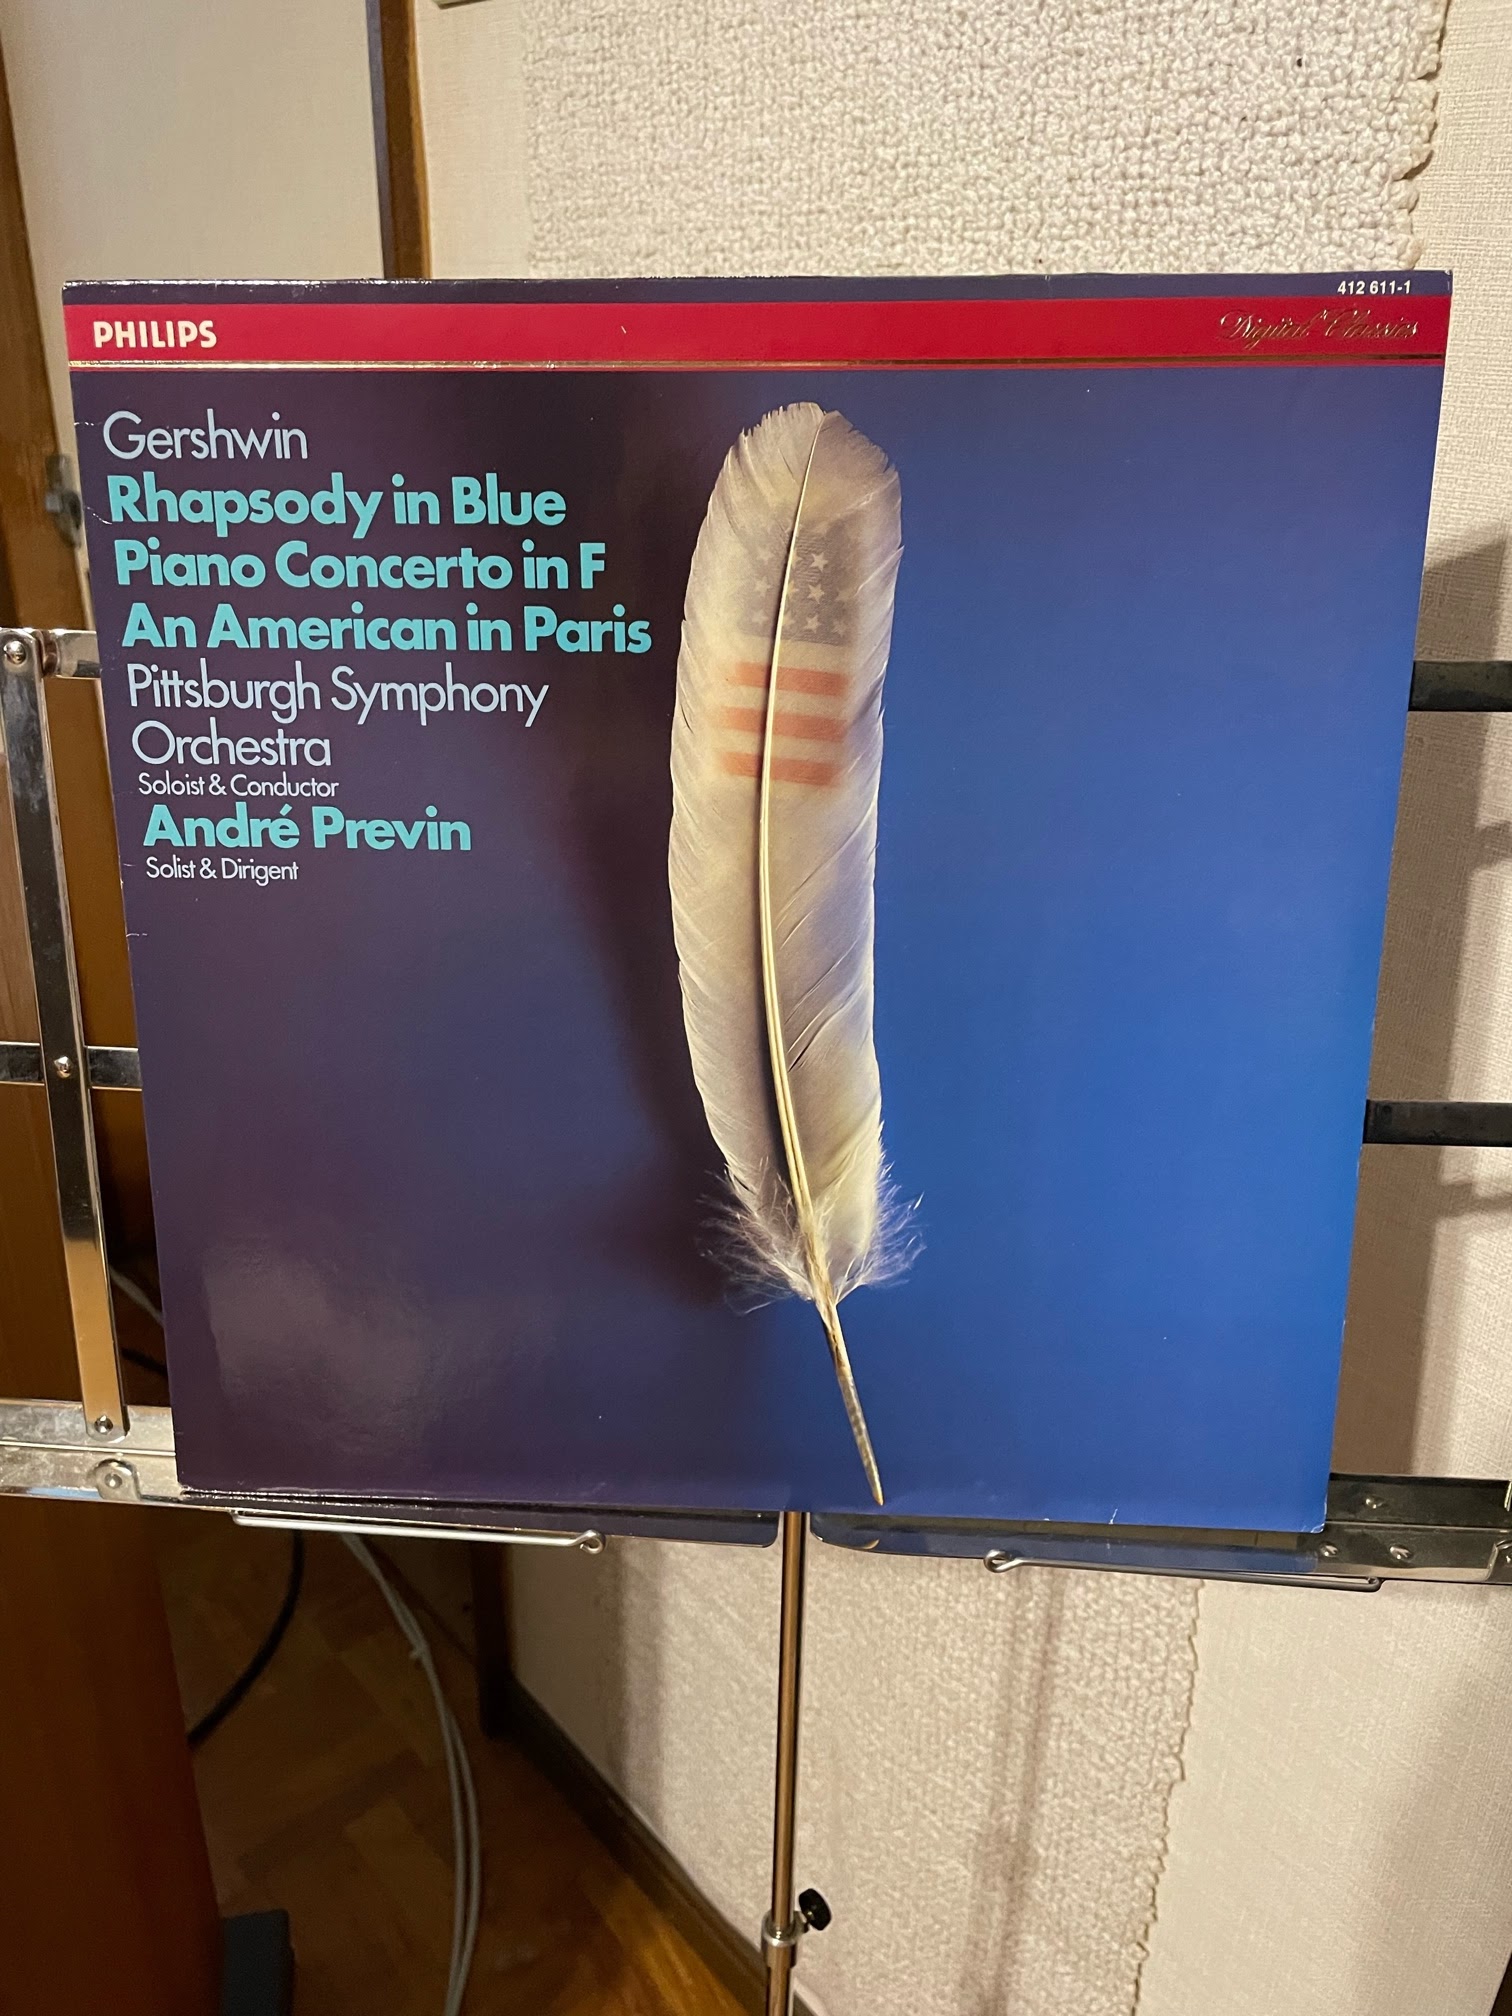 412 611-1
PHILIPS
Digital Classics
Gershwin
Rhapsody in Blue
Piano Concerto in F
An American in Paris
Pittsburgh Symphony
Orchestra
Soloist & Conductor
André Previn
Solist & Dirigent